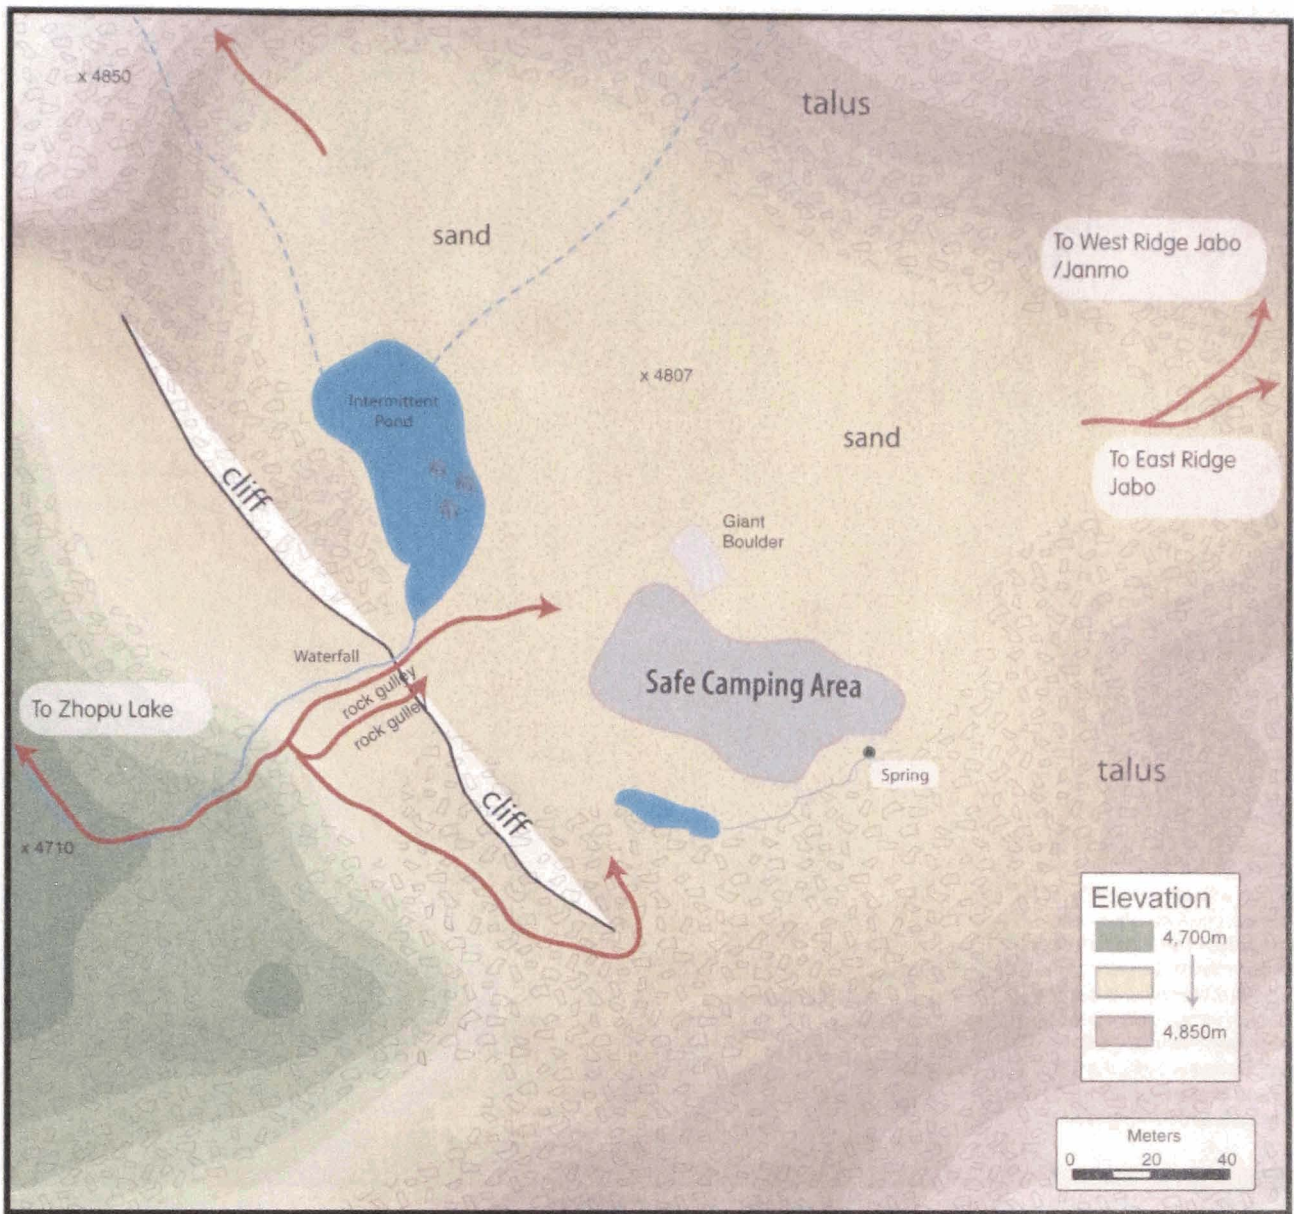 x 4850
talus
sand
To West Ridge Jabo
/Janmo
x 4807
Intermittent
Pond
sand
To East Ridge
Jabo
cliff
Giant
Boulder
Waterfall
rock gulley
Safe Camping Area
To Zhopu Lake
rock gulley
talus
Spring
cliff
x 4710
Elevation
4,700m
4,850m
Meters
0 20 40